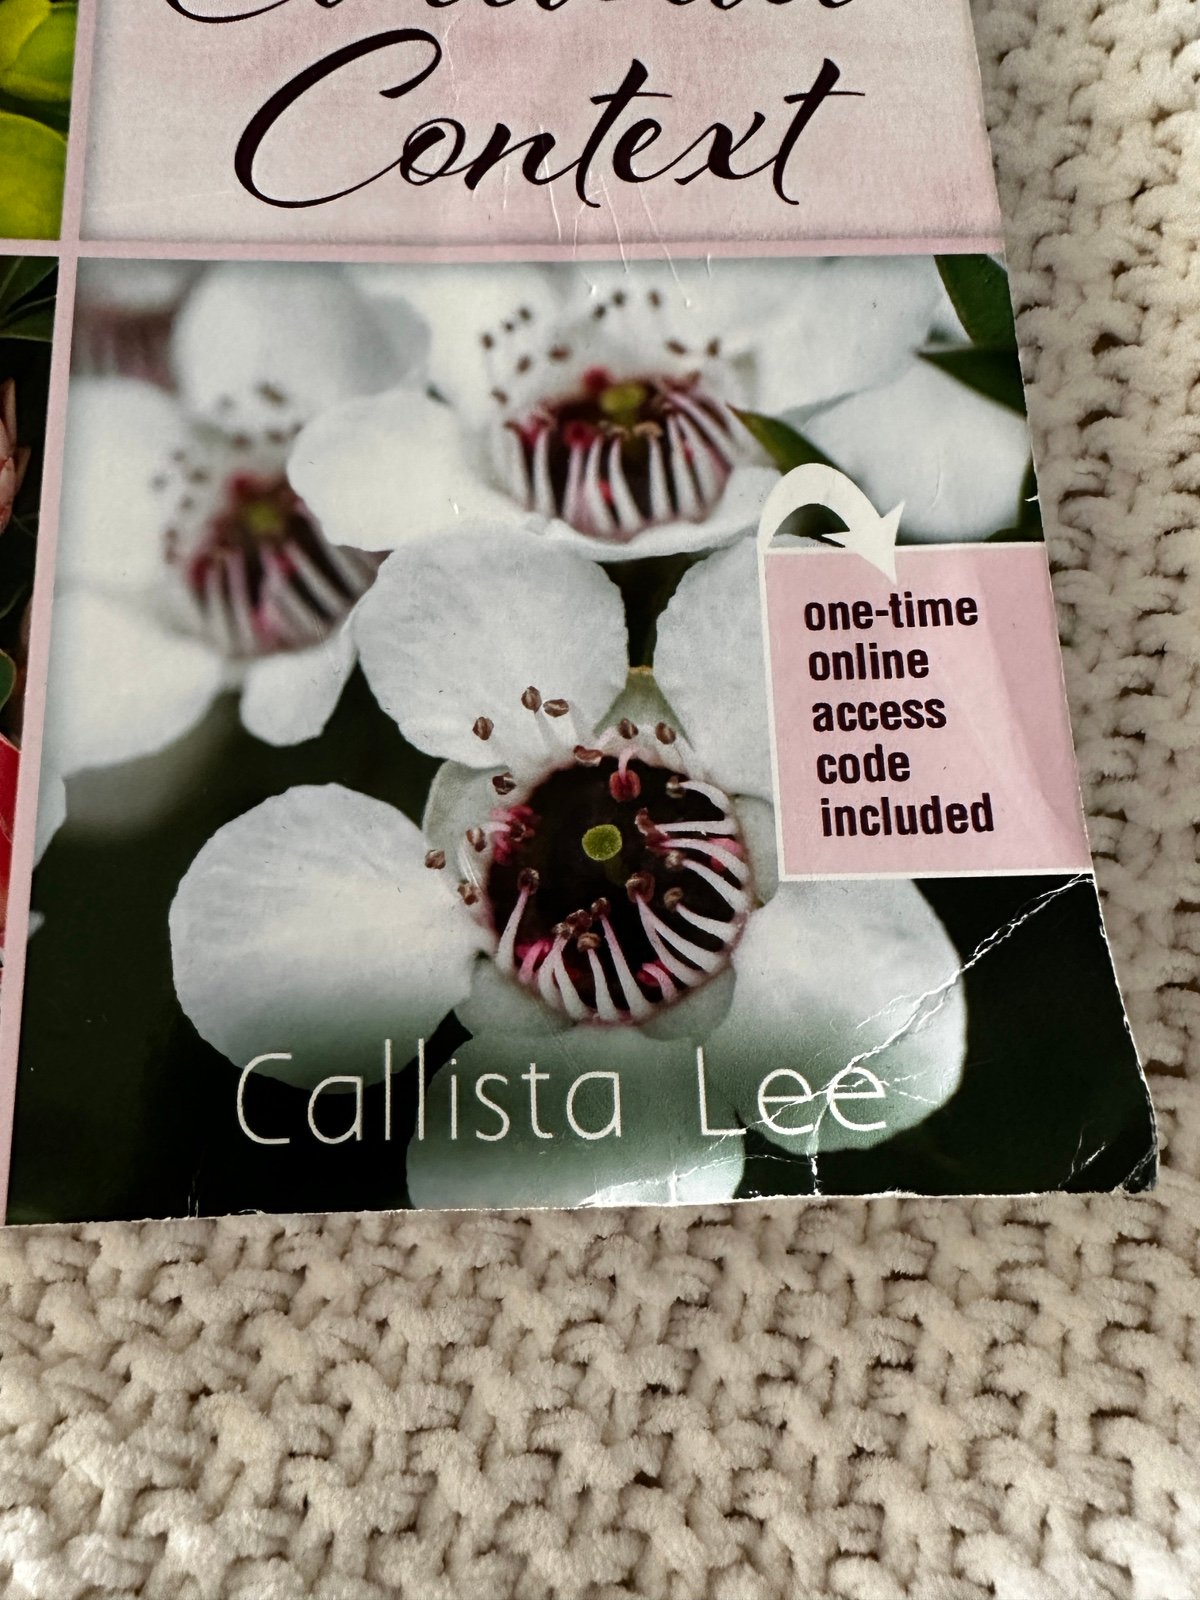 Context
one-time
online
access
code
included
Callista Lee